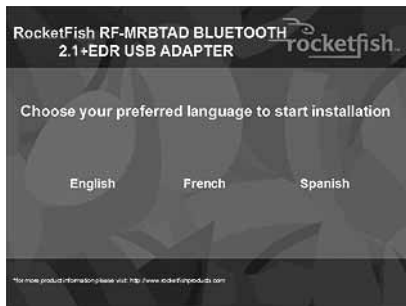 RocketFish RF-MRBTAD BLUETOOTH
2.1+EDR USB ADAPTER
rocketfish™
Choose your preferred language to start installation
English French Spanish
*for more product information please visit: http://www.rocketfishproducts.com